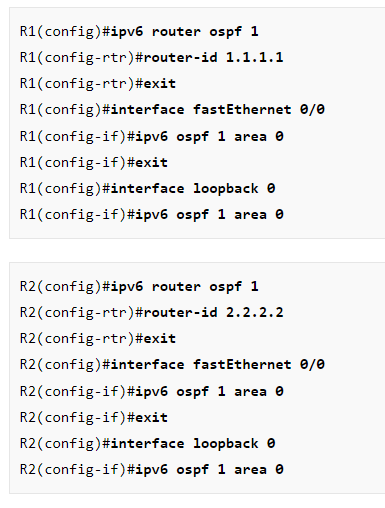 R1(config)#ipv6 router ospf 1
R1(config-rtr)#router-id 1.1.1.1
R1(config-rtr)#exit
R1(config)#interface fastEthernet 0/0
R1(config-if)#ipv6 ospf 1 area 0
R1(config-if)#exit
R1(config)#interface loopback 0
R1(config-if)#ipv6 ospf 1 area 0
R2(config)#ipv6 router ospf 1
R2(config-rtr)#router-id 2.2.2.2
R2(config-rtr)#exit
R2(config)#interface fastEthernet 0/0
R2(config-if)#ipv6 ospf 1 area 0
R2(config-if)#exit
R2(config)#interface loopback 0
R2(config-if)#ipv6 ospf 1 area 0